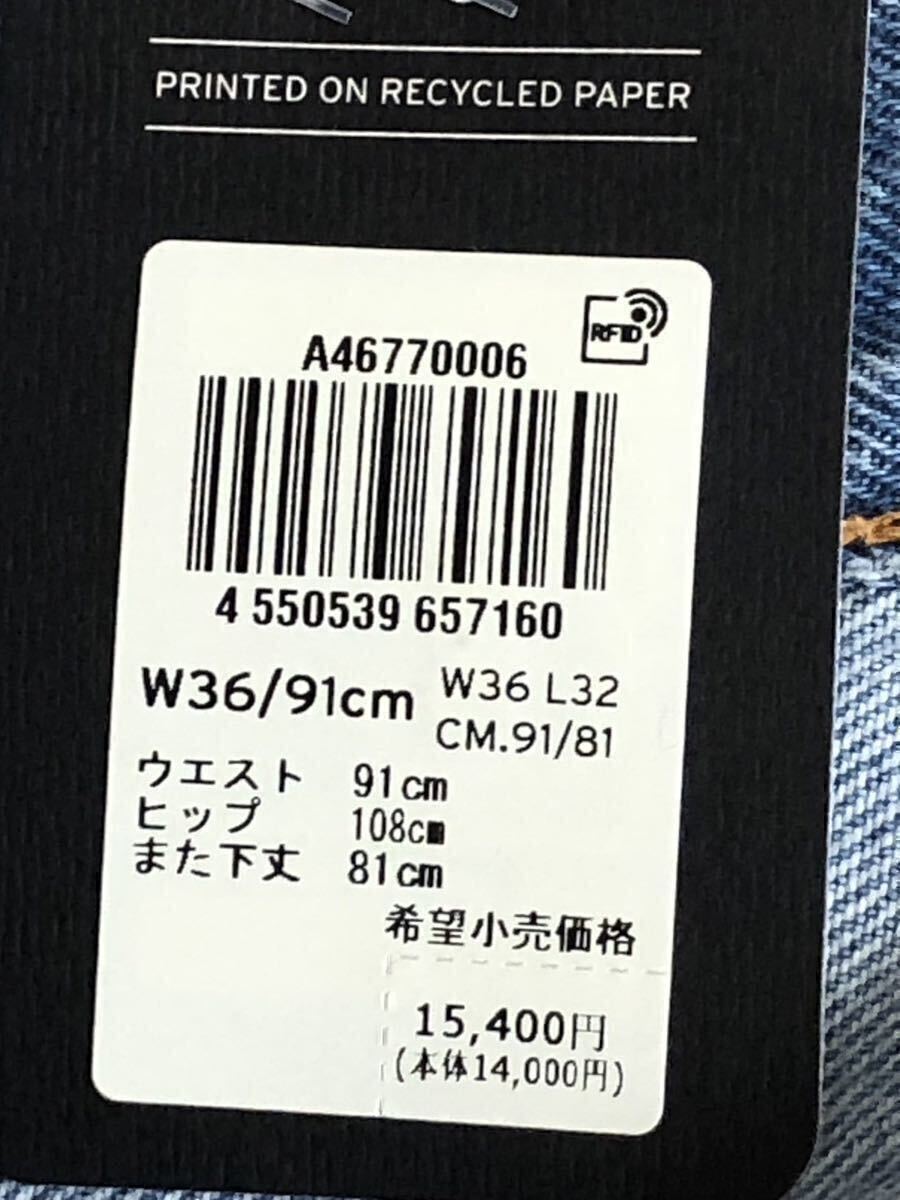 PRINTED ON RECYCLED PAPER
RFID
A46770006
4 550539 657160
W36/91cm
W36 L32
CM.91/81
ウエスト 91cm
ヒップ 108cm
また下丈 81cm
希望小売価格
15,400円
(本体14,000円)